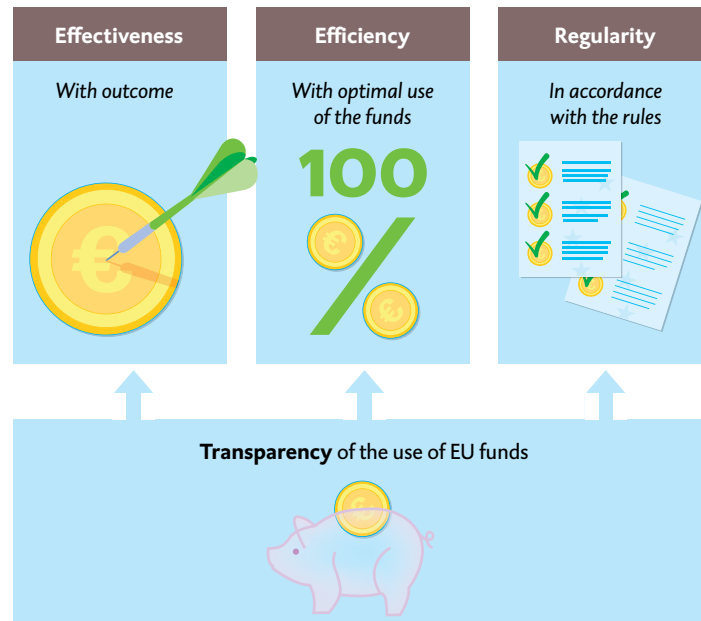 Effectiveness
With outcome
€
Efficiency
With optimal use
of the funds
100
%
€
€
Regularity
In accordance
with the rules
Transparency of the use of EU funds
€